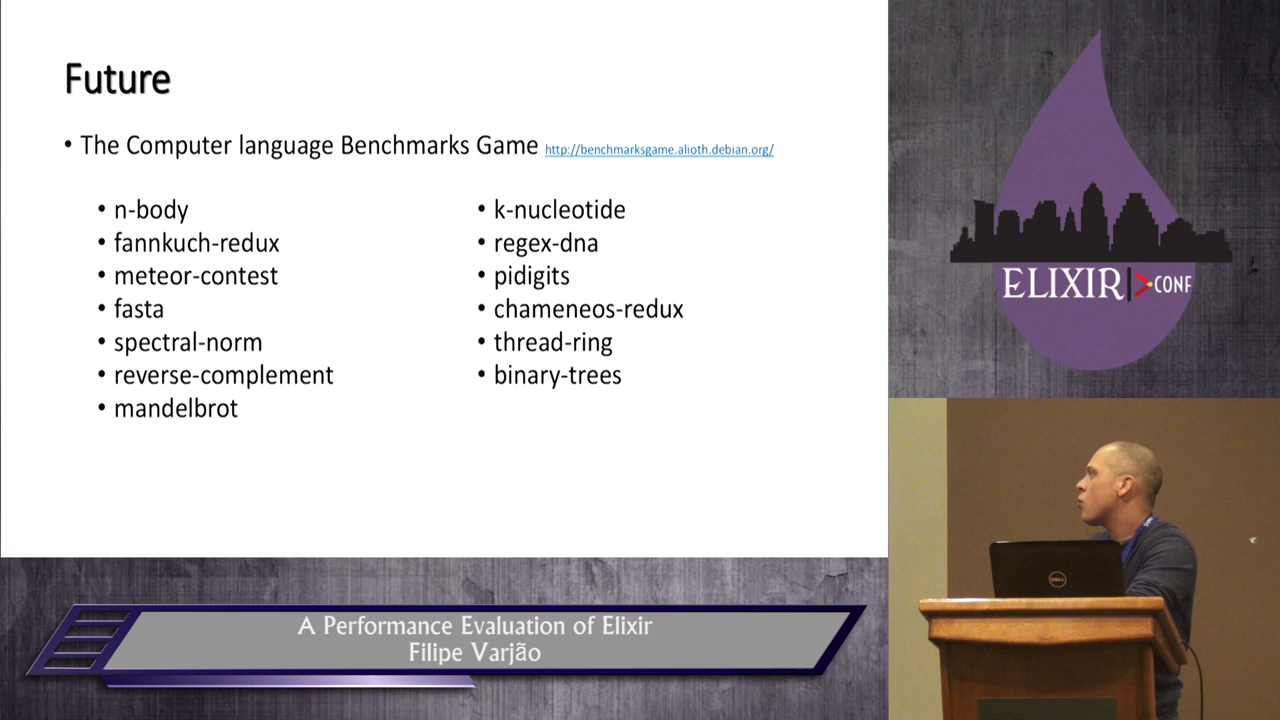 Future
• The Computer language Benchmarks Game http://benchmarksgame.alioth.debian.org/
• n-body
• fannkuch-redux
• meteor-contest
• fasta
• spectral-norm
• reverse-complement
• mandelbrot
• k-nucleotide
• regex-dna
• pidigits
• chameneos-redux
• thread-ring
• binary-trees
ELIXIR|>CONF
DELL
A Performance Evaluation of Elixir
Filipe Varjão